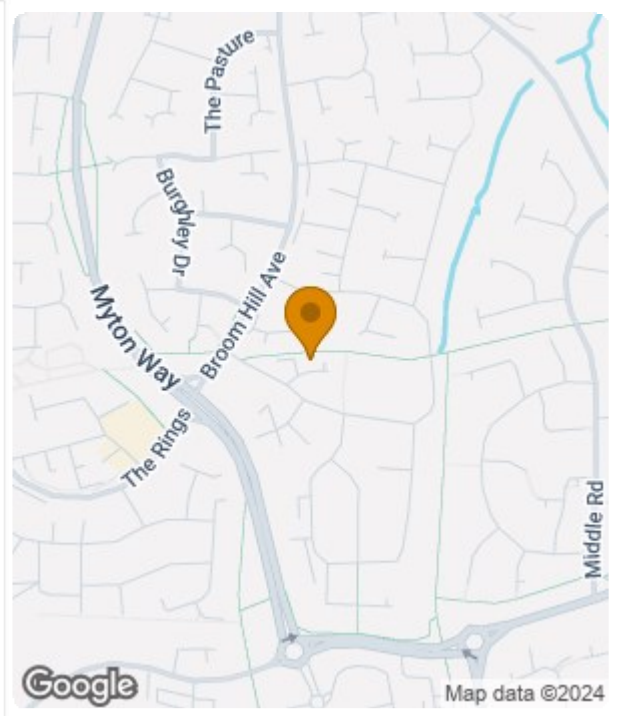 The Pasture
Burghley Dr
Broom Hill Ave
Myton Way
The Rings
Middle Rd
Google
Map data ©2024